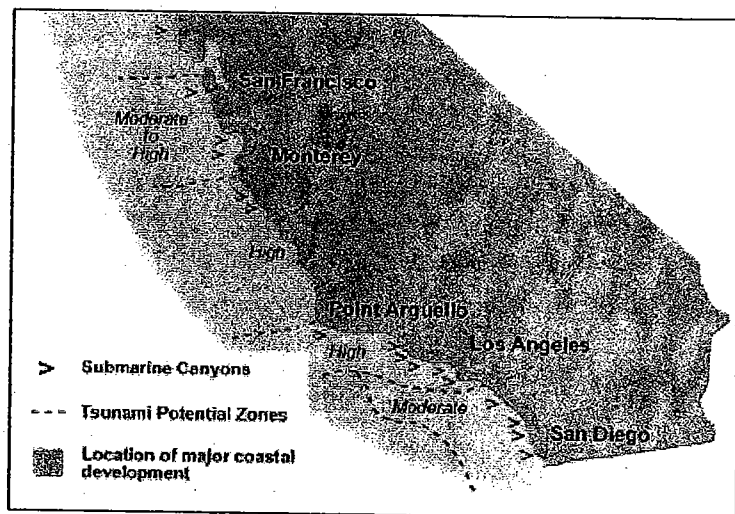 San Francisco
Moderate
to
High
Monterey
High
Point Arguello
High
Los Angeles
Moderate
San Diego
Submarine Canyons
Tsunami Potential Zones
Location of major coastal
development